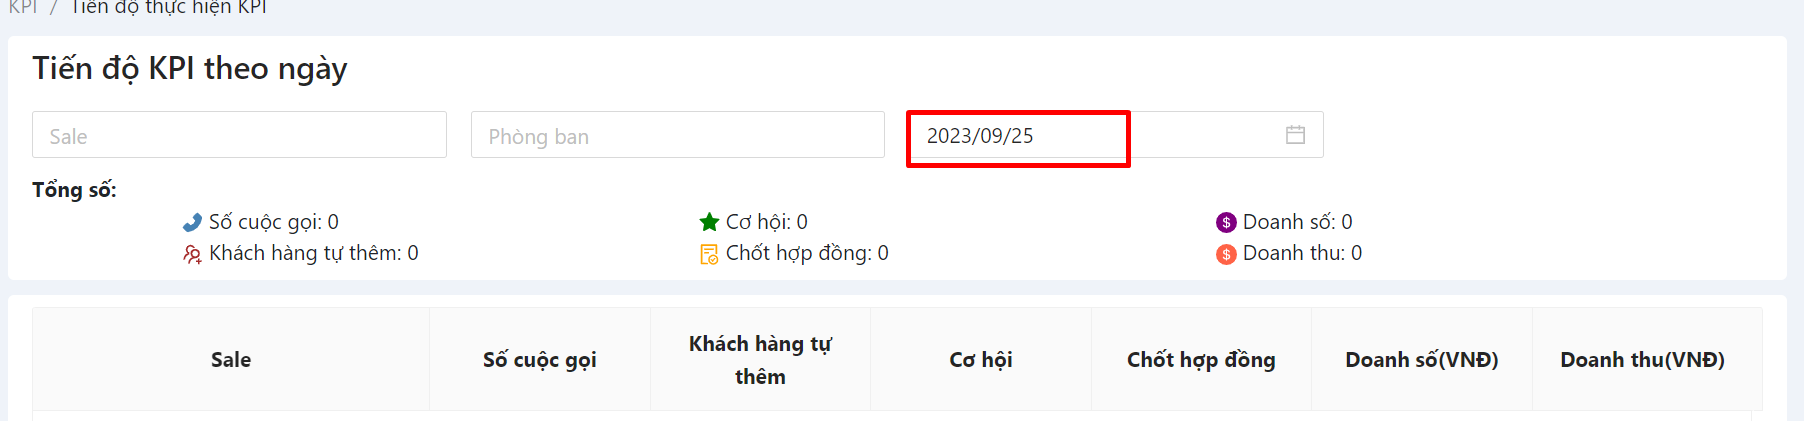 KPI / Tiến độ thực hiện KPI
Tiến độ KPI theo ngày
Sale
Phòng ban
2023/09/25
Tổng số:
Số cuộc gọi: 0
Cơ hội: 0
Doanh số: 0
Khách hàng tự thêm: 0
Chốt hợp đồng: 0
Doanh thu: 0
Sale
Số cuộc gọi
Khách hàng tự
thêm
Cơ hội
Chốt hợp đồng
Doanh số(VNĐ)
Doanh thu(VNĐ)